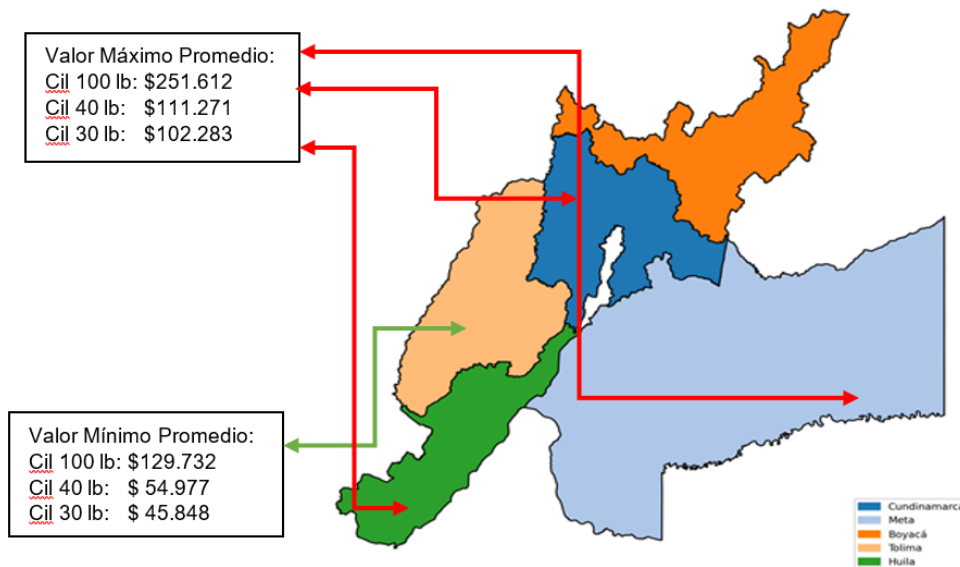 Valor Máximo Promedio:
Cil 100 lb: $251.612
Cil 40 lb: $111.271
Cil 30 lb: $102.283
Valor Mínimo Promedio:
Cil 100 lb: $129.732
Cil 40 lb: $ 54.977
Cil 30 lb: $ 45.848
Cundinamarca
Meta
Boyacá
Tolima
Huila